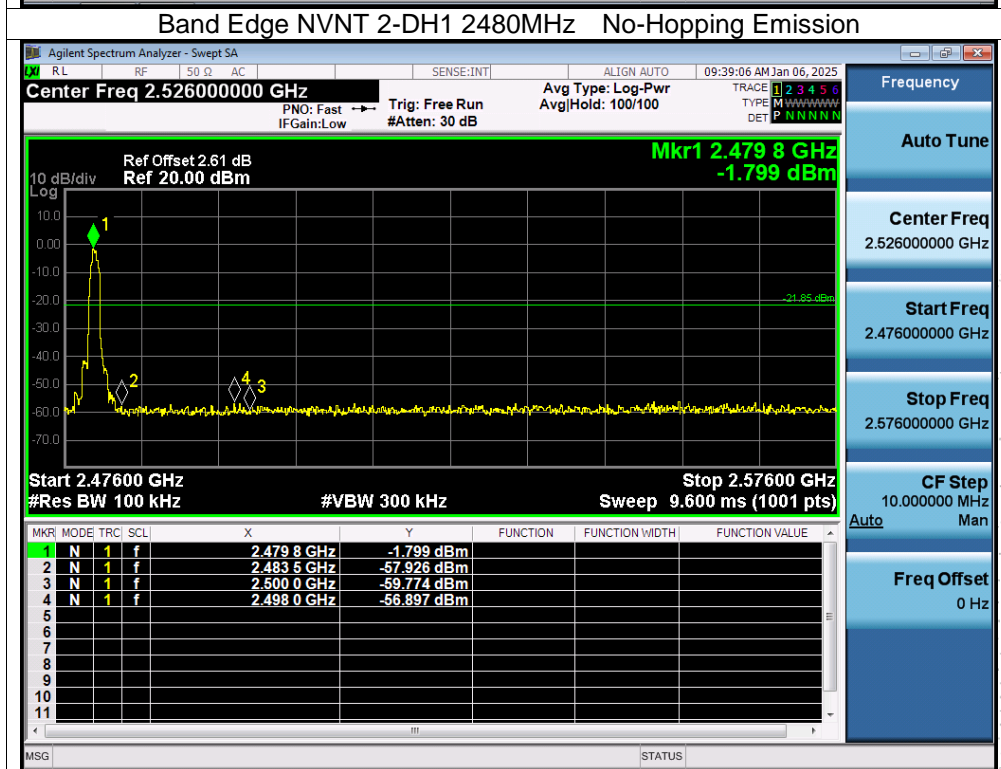 Band Edge NVNT 2-DH1 2480MHz No-Hopping Emission
Agilent Spectrum Analyzer - Swept SA
LXI RL RF 50 Ω AC SENSE:INT ALIGN AUTO 09:39:06 AM Jan 06, 2025
Center Freq 2.526000000 GHz
PNO: Fast
IFGain:Low
Trig: Free Run
#Atten: 30 dB
Avg Type: Log-Pwr
Avg|Hold: 100/100
TRACE 1 2 3 4 5 6
TYPE M WWWWW
DET P N N N N N
Frequency
Auto Tune
Center Freq
2.526000000 GHz
Start Freq
2.476000000 GHz
Stop Freq
2.576000000 GHz
CF Step
10.000000 MHz
Auto Man
Freq Offset
0 Hz
Mkr1 2.479 8 GHz
-1.799 dBm
Ref Offset 2.61 dB
10 dB/div Ref 20.00 dBm
Log
10.0
0.00
-10.0
-20.0
-30.0
-40.0
-50.0
-60.0
-70.0
1
2
4
3
-21.85 dBm
Start 2.47600 GHz Stop 2.57600 GHz
#Res BW 100 kHz #VBW 300 kHz Sweep 9.600 ms (1001 pts)
MKR MODE TRC SCL X Y FUNCTION FUNCTION WIDTH FUNCTION VALUE
1 N 1 f 2.479 8 GHz -1.799 dBm
2 N 1 f 2.483 5 GHz -57.926 dBm
3 N 1 f 2.500 0 GHz -59.774 dBm
4 N 1 f 2.498 0 GHz -56.897 dBm
5
6
7
8
9
10
11
MSG STATUS